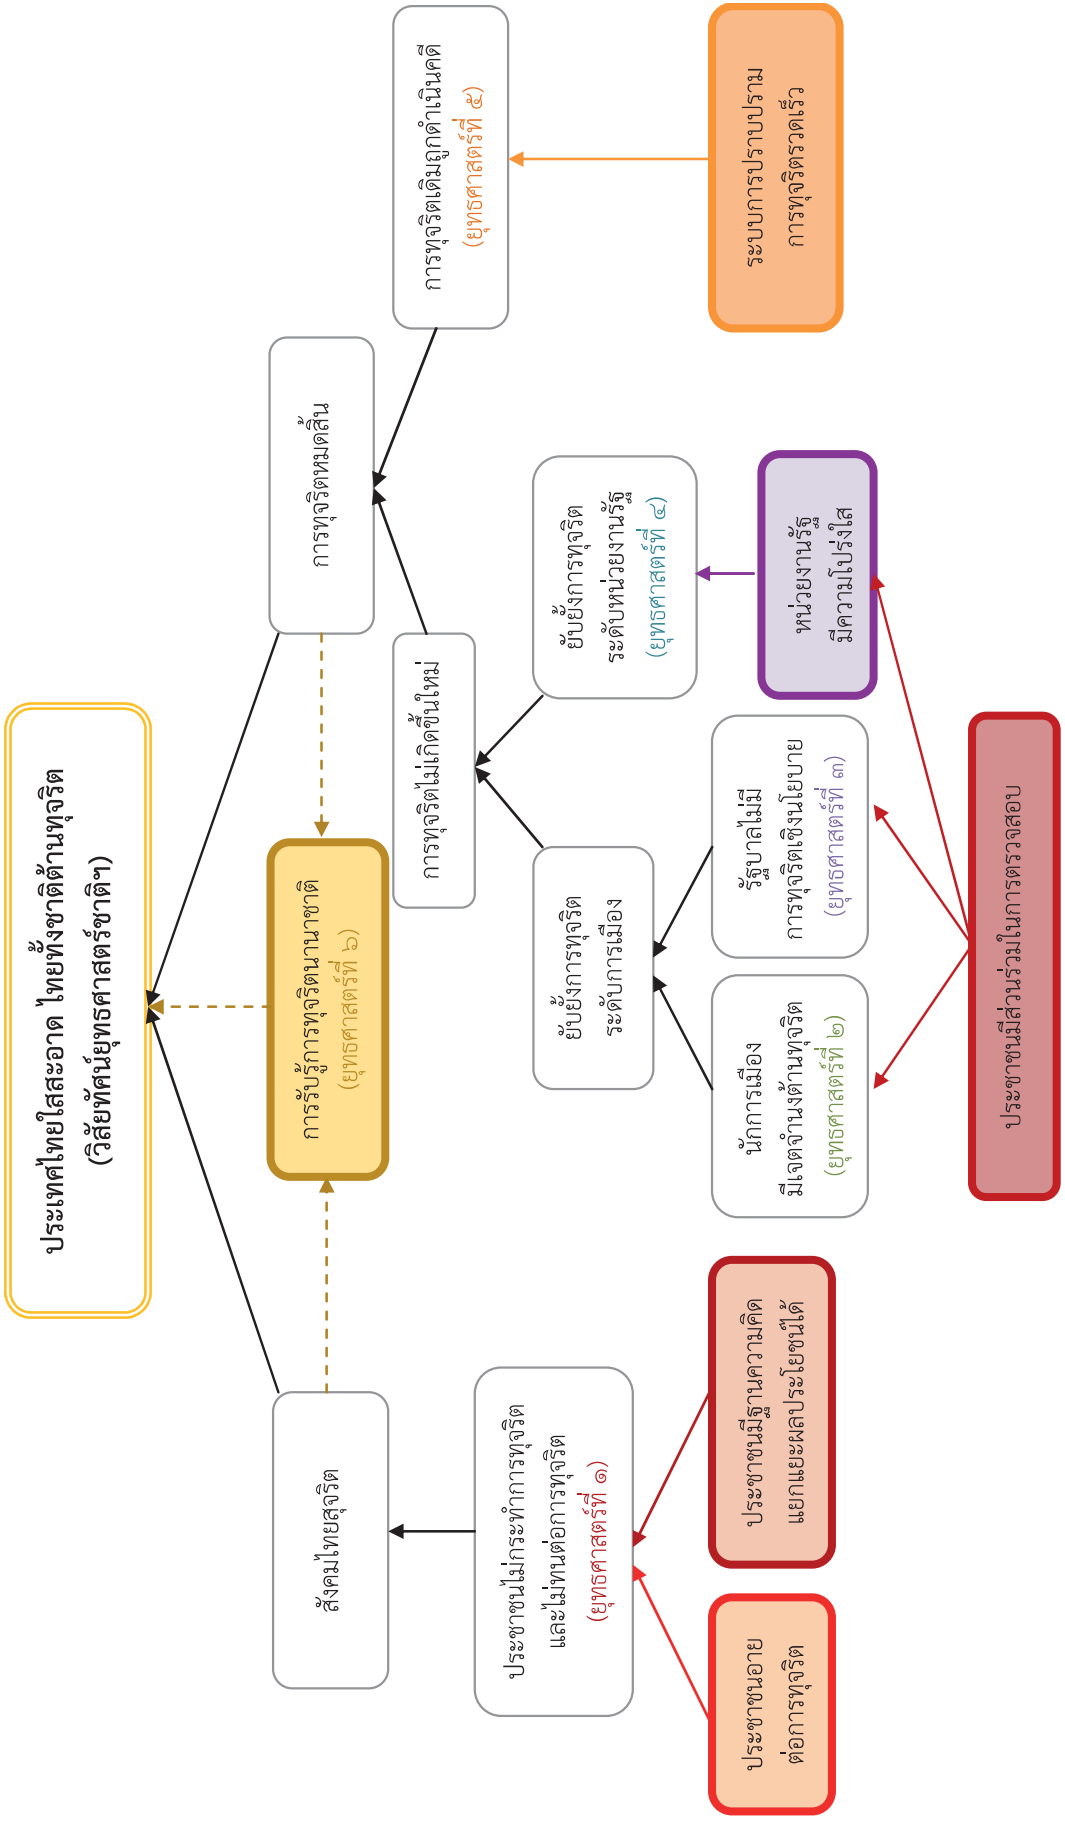 ประเทศไทยใสสะอาด ไทยทั้งชาติต้านทุจริต
(วิสัยทัศน์ยุทธศาสตร์ชาติฯ)
สังคมไทยสุจริต
การรับรู้การทุจริตนานาชาติ
(ยุทธศาสตร์ที่ ๖)
การทุจริตหมดสิ้น
ประชาชนไม่กระทำการทุจริต
และไม่ทนต่อการทุจริต
(ยุทธศาสตร์ที่ ๑)
การทุจริตไม่เกิดขึ้นใหม่
การทุจริตเดิมถูกดำเนินคดี
(ยุทธศาสตร์ที่ ๕)
ยับยั้งการทุจริต
ระดับการเมือง
ยับยั้งการทุจริต
ระดับหน่วยงานรัฐ
(ยุทธศาสตร์ที่ ๔)
นักการเมือง
มีเจตจำนงต้านทุจริต
(ยุทธศาสตร์ที่ ๒)
รัฐบาลไม่มี
การทุจริตเชิงนโยบาย
(ยุทธศาสตร์ที่ ๓)
ประชาชนอาย
ต่อการทุจริต
ประชาชนมีฐานความคิด
แยกแยะผลประโยชน์ได้
หน่วยงานรัฐ
มีความโปร่งใส
ระบบการปราบปราม
การทุจริตรวดเร็ว
ประชาชนมีส่วนร่วมในการตรวจสอบ